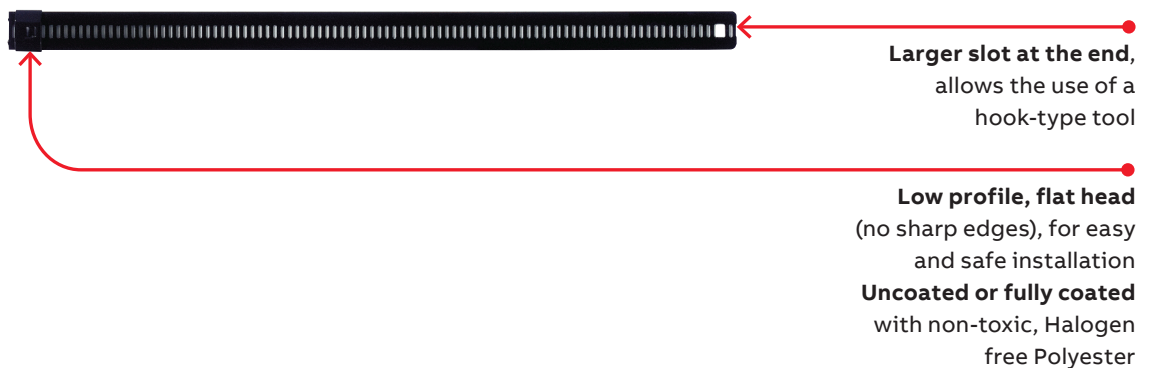 Larger slot at the end,
allows the use of a
hook-type tool
Low profile, flat head
(no sharp edges), for easy
and safe installation
Uncoated or fully coated
with non-toxic, Halogen
free Polyester